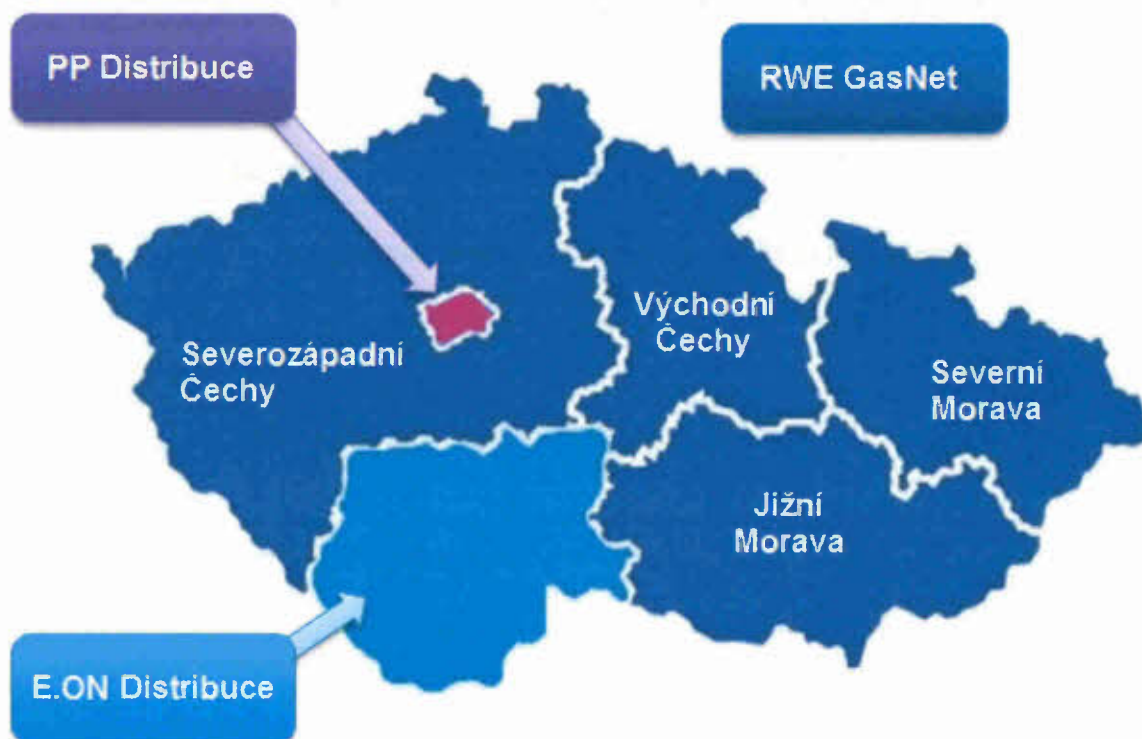 PP Distribuce
RWE GasNet
Východní
Čechy
Severozápadní
Čechy
Severní
Morava
Jižní
Morava
E.ON Distribuce